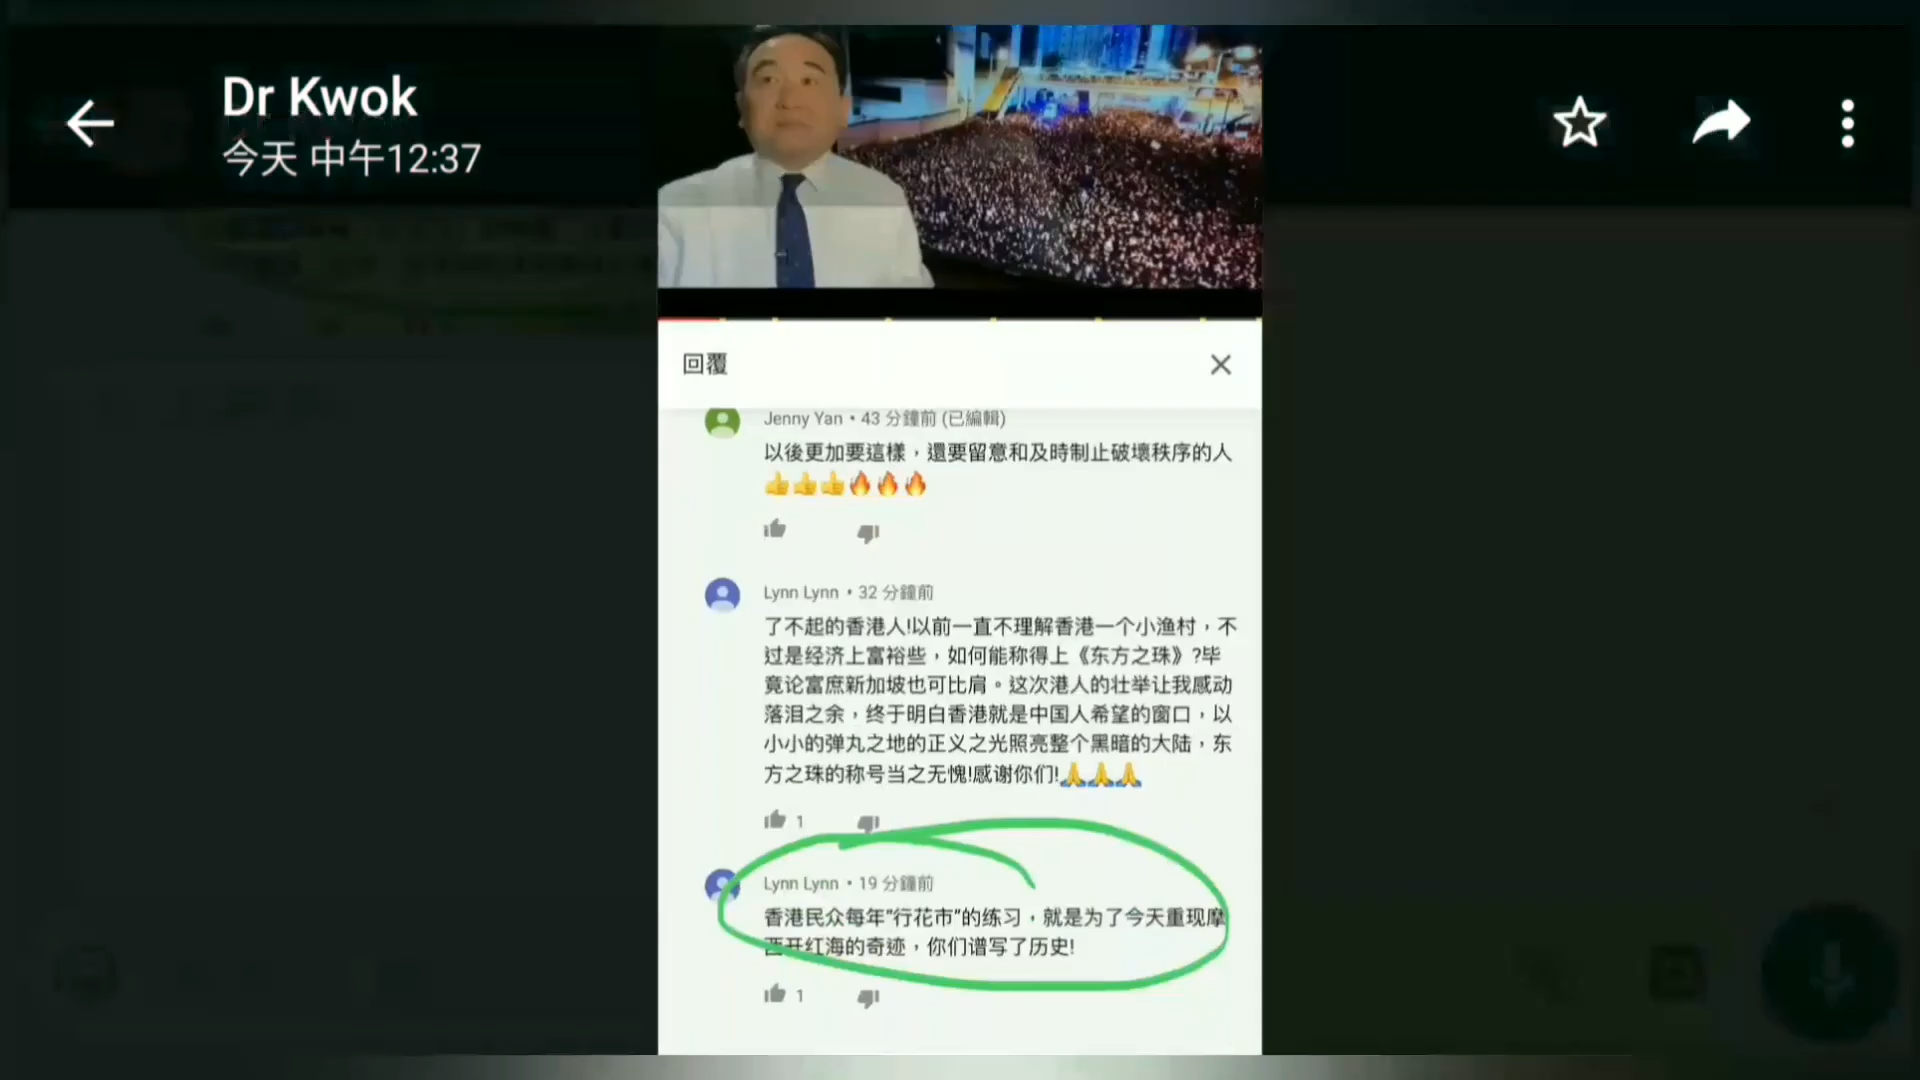 Dr Kwok
今天 中午12:37
回覆
Jenny Yan • 43 分鐘前 (已編輯)
以後更加要這樣，還要留意和及時制止破壞秩序的人
👍👍👍🔥🔥🔥
Lynn Lynn • 32 分鐘前
了不起的香港人!以前一直不理解香港一个小渔村，不
过是经济上富裕些，如何能称得上《东方之珠》?毕
竟论富庶新加坡也可比肩。这次港人的壮举让我感动
落泪之余，终于明白香港就是中国人希望的窗口，以
小小的弹丸之地的正义之光照亮整个黑暗的大陆，东
方之珠的称号当之无愧!感谢你们!🙏🙏🙏
1
Lynn Lynn • 19 分鐘前
香港民众每年"行花市"的练习，就是为了今天重现摩
西开红海的奇迹，你们谱写了历史!
1